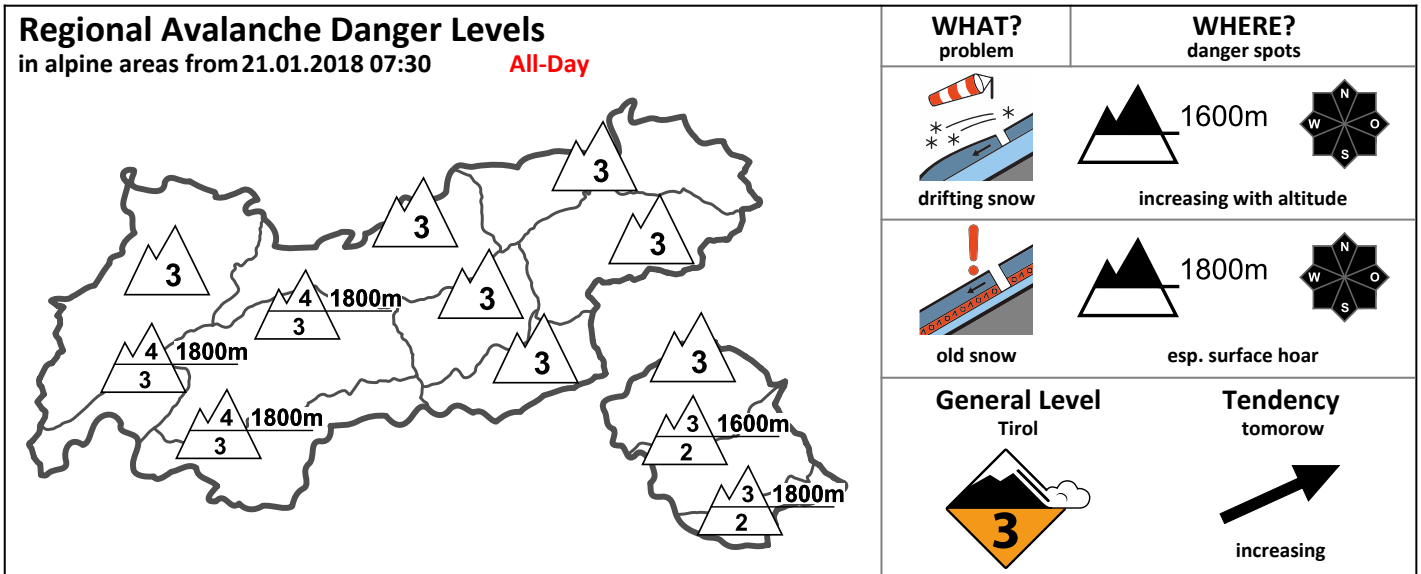 Regional Avalanche Danger Levels
in alpine areas from 21.01.2018 07:30 All-Day
3
3
3
3
3
4 1800m
3
3
4 1800m
3
3
4 1800m
3
3
3 1600m
2
3 1800m
2
WHAT?
problem
WHERE?
danger spots
drifting snow
1600m
N
W O
S
increasing with altitude
old snow
1800m
N
W O
S
esp. surface hoar
General Level
Tirol
3
Tendency
tomorow
increasing